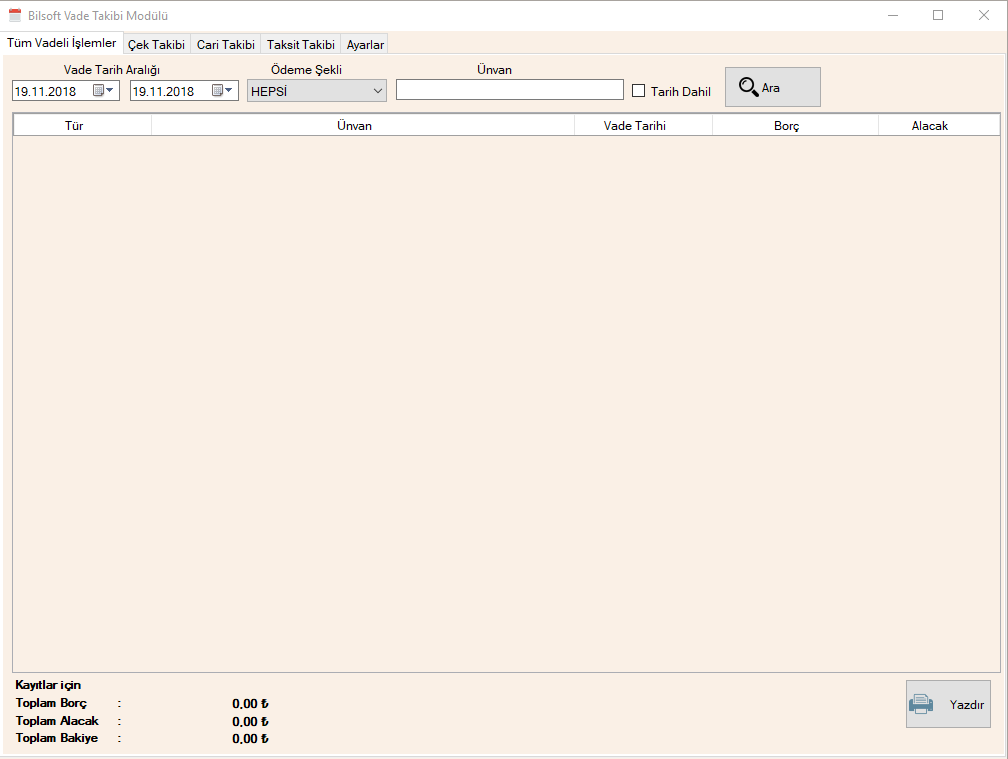 Bilsoft Vade Takibi Modülü
Tüm Vadeli İşlemler Çek Takibi Cari Takibi Taksit Takibi Ayarlar
Vade Tarih Aralığı Ödeme Şekli Ünvan
19.11.2018 19.11.2018 HEPSİ Tarih Dahil Ara
Tür Ünvan Vade Tarihi Borç Alacak
Kayıtlar için
Toplam Borç : 0,00 ₺
Toplam Alacak : 0,00 ₺
Toplam Bakiye : 0,00 ₺
Yazdır